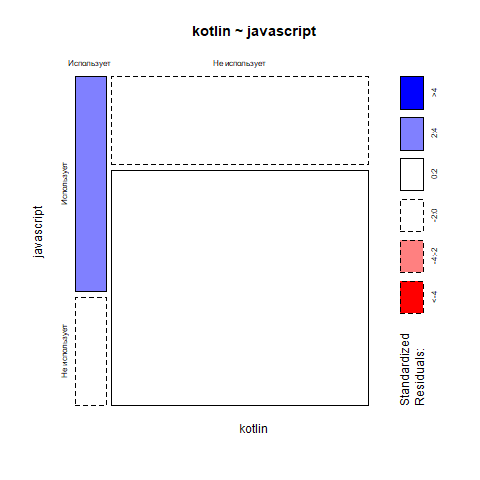 kotlin ~ javascript
Использует
Не использует
Использует
Не использует
javascript
kotlin
>4
2:4
0:2
-2:0
-4:-2
<-4
Standardized
Residuals: